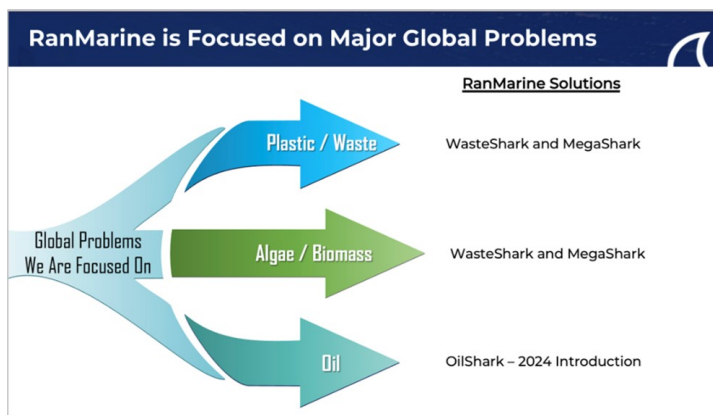 RanMarine is Focused on Major Global Problems
RanMarine Solutions
Plastic / Waste
WasteShark and MegaShark
Global Problems
We Are Focused On
Algae / Biomass
WasteShark and MegaShark
Oil
OilShark – 2024 Introduction